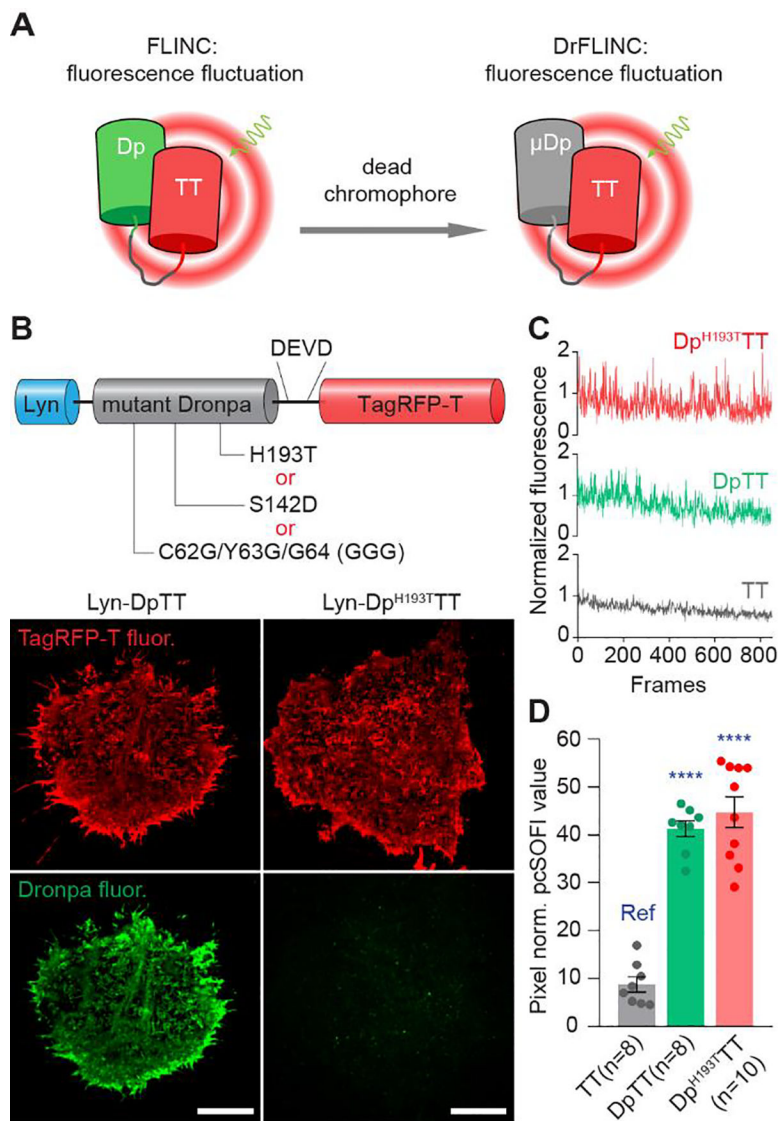 A
FLINC:
fluorescence fluctuation
DrFLINC:
fluorescence fluctuation
Dp
TT
dead
chromophore
µDp
TT
B
DEVD
Lyn
mutant Dronpa
TagRFP-T
H193T
or
S142D
or
C62G/Y63G/G64 (GGG)
Lyn-DpTT
Lyn-DpH193TTT
TagRFP-T fluor.
Dronpa fluor.
C
Normalized fluorescence
DpH193TTT
2
1
0
DpTT
2
1
0
TT
2
1
0
0 200 400 600 800
Frames
D
Pixel norm. pcSOFI value
60
50
40
30
20
10
0
Ref
****
****
TT(n=8)
DpTT(n=8)
DpH193TTT
(n=10)